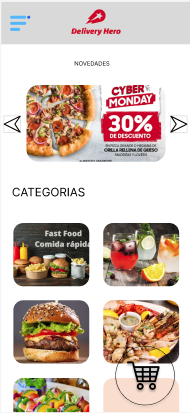 Delivery Hero
NOVEDADES
CYBER
MONDAY
30%
DE DESCUENTO
ORILLA RELLENA DE QUESO
CATEGORIAS
Fast Food
Comida rápida